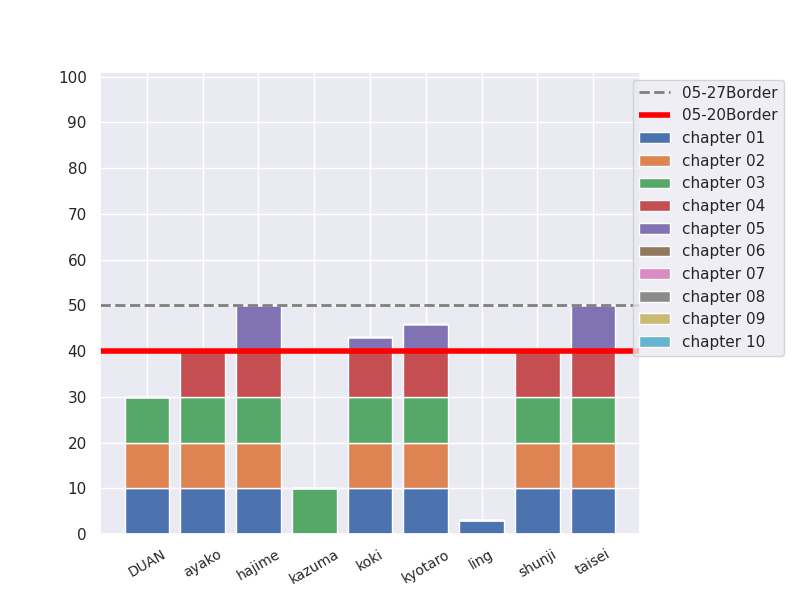 100
90
80
70
60
50
40
30
20
10
0
DUAN
ayako
hajime
kazuma
koki
kyotaro
ling
shunji
taisei
05-27Border
05-20Border
chapter 01
chapter 02
chapter 03
chapter 04
chapter 05
chapter 06
chapter 07
chapter 08
chapter 09
chapter 10